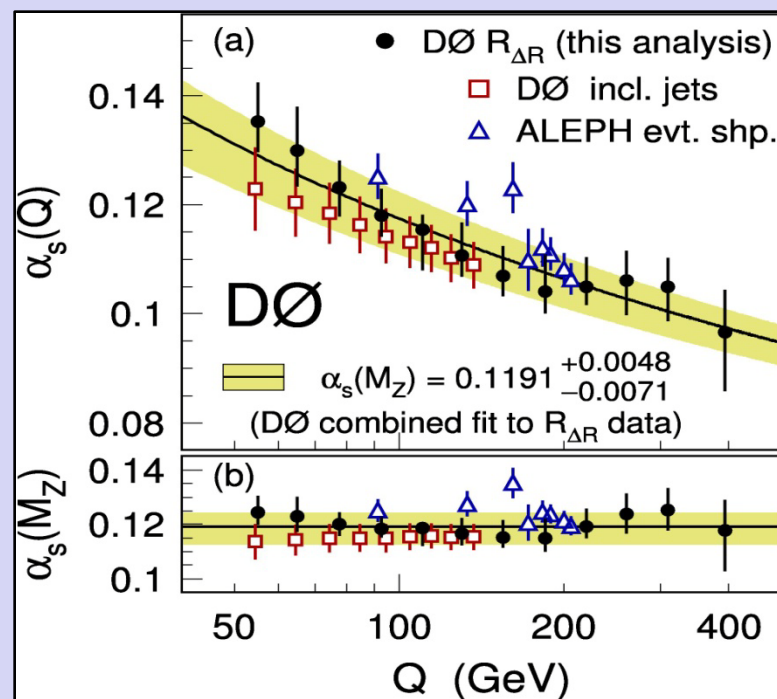 (a)
DØ R_ΔR (this analysis)
DØ incl. jets
ALEPH evt. shp.
0.14
0.12
0.1
0.08
α_s(Q)
DØ
α_s(M_Z) = 0.1191 +0.0048 −0.0071
(DØ combined fit to R_ΔR data)
(b)
0.12
0.1
α_s(M_Z)
50 100 200 400
Q (GeV)